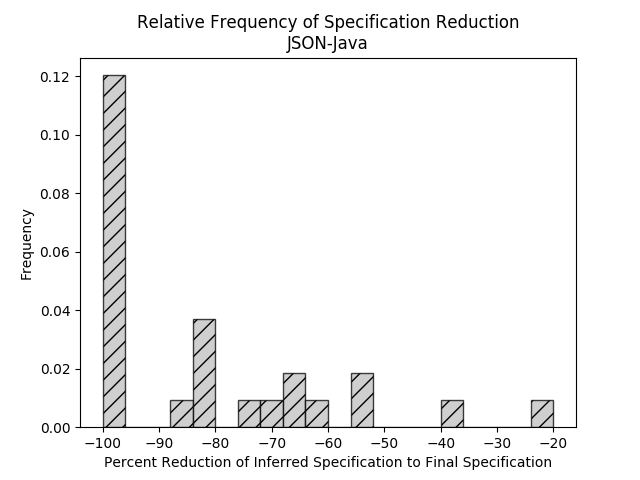 Relative Frequency of Specification Reduction
JSON-Java
0.12
0.10
0.08
0.06
0.04
0.02
0.00
Frequency
−100 −90 −80 −70 −60 −50 −40 −30 −20
Percent Reduction of Inferred Specification to Final Specification